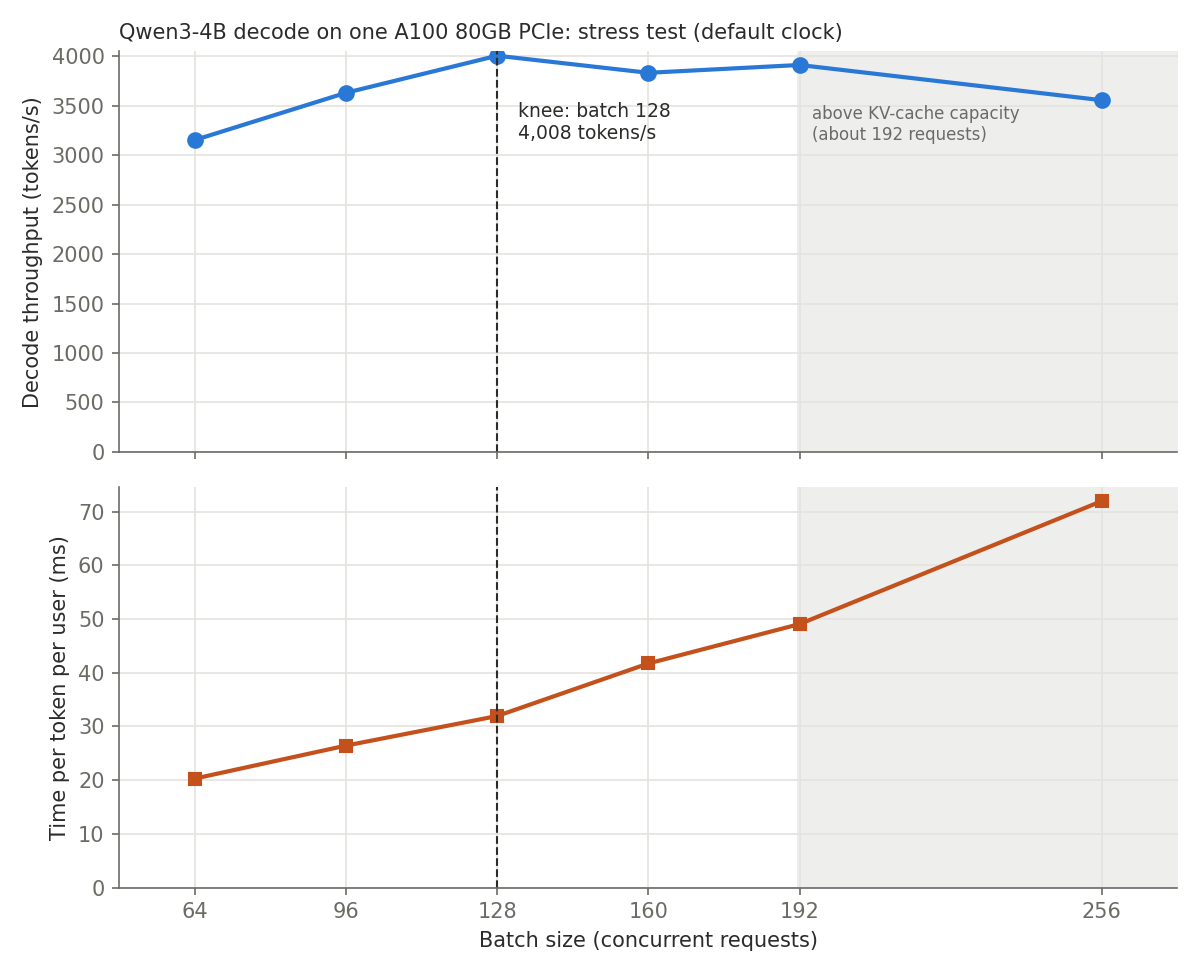 Qwen3-4B decode on one A100 80GB PCIe: stress test (default clock)
Decode throughput (tokens/s)
4000
3500
3000
2500
2000
1500
1000
500
0
knee: batch 128
4,008 tokens/s
above KV-cache capacity
(about 192 requests)
Time per token per user (ms)
70
60
50
40
30
20
10
0
64 96 128 160 192 256
Batch size (concurrent requests)